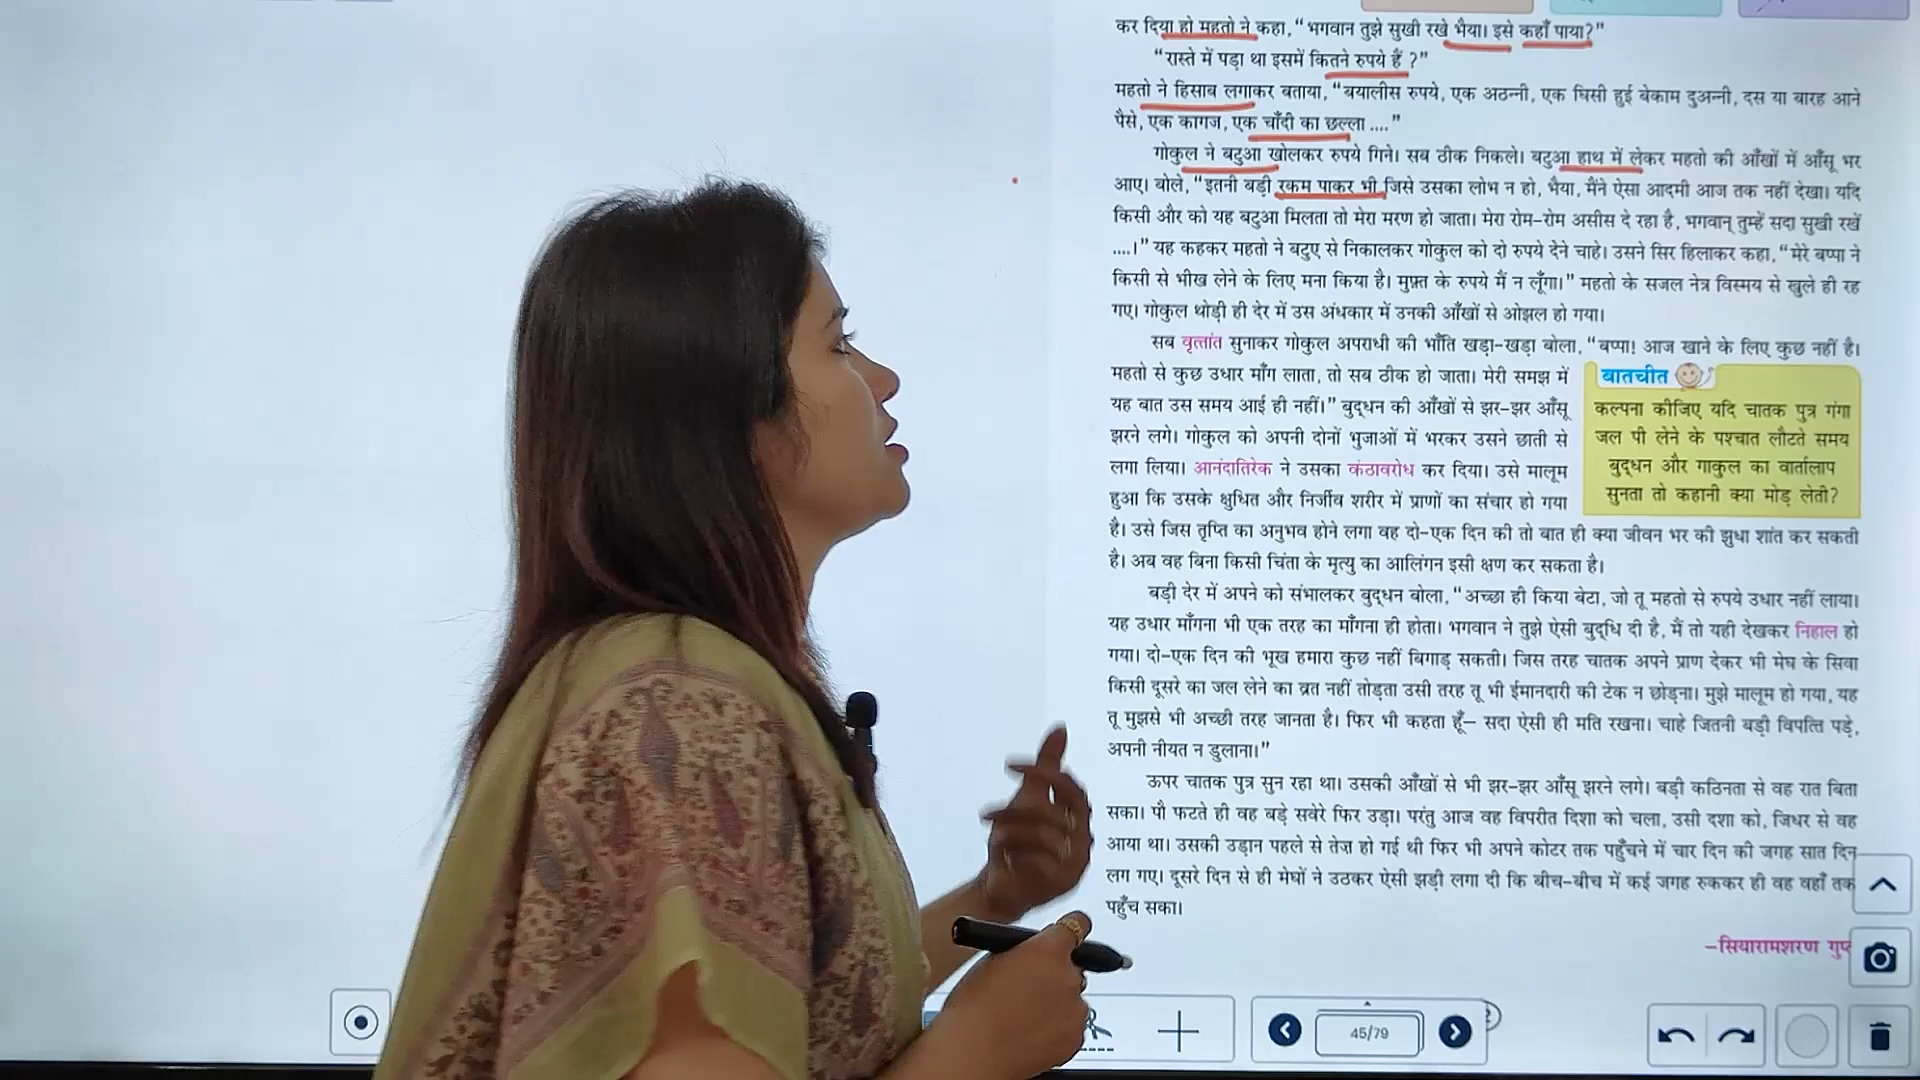 कर दिया हो महतो ने कहा, “भगवान तुझे सुखी रखे भैया। इसे कहाँ पाया?”
“रास्ते में पड़ा था इसमें कितने रुपये हैं ?”
महतो ने हिसाब लगाकर बताया, “बयालीस रुपये, एक अठन्नी, एक घिसी हुई बेकाम दुअन्नी, दस या बारह आने
पैसे, एक कागज, एक चाँदी का छल्ला ....”
गोकुल ने बटुआ खोलकर रुपये गिने। सब ठीक निकले। बटुआ हाथ में लेकर महतो की आँखों में आँसू भर
आए। बोले, “इतनी बड़ी रकम पाकर भी जिसे उसका लोभ न हो, भैया, मैंने ऐसा आदमी आज तक नहीं देखा। यदि
किसी और को यह बटुआ मिलता तो मेरा मरण हो जाता। मेरा रोम-रोम असीस दे रहा है, भगवान् तुम्हें सदा सुखी रखें
....।” यह कहकर महतो ने बटुए से निकालकर गोकुल को दो रुपये देने चाहे। उसने सिर हिलाकर कहा, “मेरे बप्पा ने
किसी से भीख लेने के लिए मना किया है। मुफ़्त के रुपये मैं न लूँगा।” महतो के सजल नेत्र विस्मय से खुले ही रह
गए। गोकुल थोड़ी ही देर में उस अंधकार में उनकी आँखों से ओझल हो गया।
सब वृत्तांत सुनाकर गोकुल अपराधी की भाँति खड़ा-खड़ा बोला, “बप्पा! आज खाने के लिए कुछ नहीं है।
महतो से कुछ उधार माँग लाता, तो सब ठीक हो जाता। मेरी समझ में
यह बात उस समय आई ही नहीं।” बुद्धन की आँखों से झर-झर आँसू
झरने लगे। गोकुल को अपनी दोनों भुजाओं में भरकर उसने छाती से
लगा लिया। आनंदातिरेक ने उसका कंठावरोध कर दिया। उसे मालूम
हुआ कि उसके क्षुधित और निर्जीव शरीर में प्राणों का संचार हो गया
है। उसे जिस तृप्ति का अनुभव होने लगा वह दो-एक दिन की तो बात ही क्या जीवन भर की झुधा शांत कर सकती
है। अब वह बिना किसी चिंता के मृत्यु का आलिंगन इसी क्षण कर सकता है।
बातचीत
कल्पना कीजिए यदि चातक पुत्र गंगा
जल पी लेने के पश्चात लौटते समय
बुद्धन और गाकुल का वार्तालाप
सुनता तो कहानी क्या मोड़ लेती?
बड़ी देर में अपने को संभालकर बुद्धन बोला, “अच्छा ही किया बेटा, जो तू महतो से रुपये उधार नहीं लाया।
यह उधार माँगना भी एक तरह का माँगना ही होता। भगवान ने तुझे ऐसी बुद्धि दी है, मैं तो यही देखकर निहाल हो
गया। दो-एक दिन की भूख हमारा कुछ नहीं बिगाड़ सकती। जिस तरह चातक अपने प्राण देकर भी मेघ के सिवा
किसी दूसरे का जल लेने का व्रत नहीं तोड़ता उसी तरह तू भी ईमानदारी की टेक न छोड़ना। मुझे मालूम हो गया, यह
तू मुझसे भी अच्छी तरह जानता है। फिर भी कहता हूँ– सदा ऐसी ही मति रखना। चाहे जितनी बड़ी विपत्ति पड़े,
अपनी नीयत न डुलाना।”
ऊपर चातक पुत्र सुन रहा था। उसकी आँखों से भी झर-झर आँसू झरने लगे। बड़ी कठिनता से वह रात बिता
सका। पौ फटते ही वह बड़े सवेरे फिर उड़ा। परंतु आज वह विपरीत दिशा को चला, उसी दशा को, जिधर से वह
आया था। उसकी उड़ान पहले से तेज़ हो गई थी फिर भी अपने कोटर तक पहुँचने में चार दिन की जगह सात दिन
लग गए। दूसरे दिन से ही मेघों ने उठकर ऐसी झड़ी लगा दी कि बीच-बीच में कई जगह रुककर ही वह वहाँ तक
पहुँच सका।
–सियारामशरण
45/79